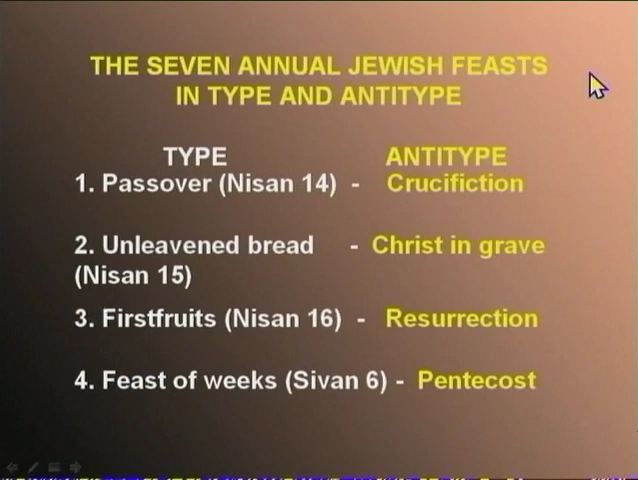 THE SEVEN ANNUAL JEWISH FEASTS
IN TYPE AND ANTITYPE
TYPE ANTITYPE
1. Passover (Nisan 14) - Crucifiction
2. Unleavened bread - Christ in grave
(Nisan 15)
3. Firstfruits (Nisan 16) - Resurrection
4. Feast of weeks (Sivan 6) - Pentecost